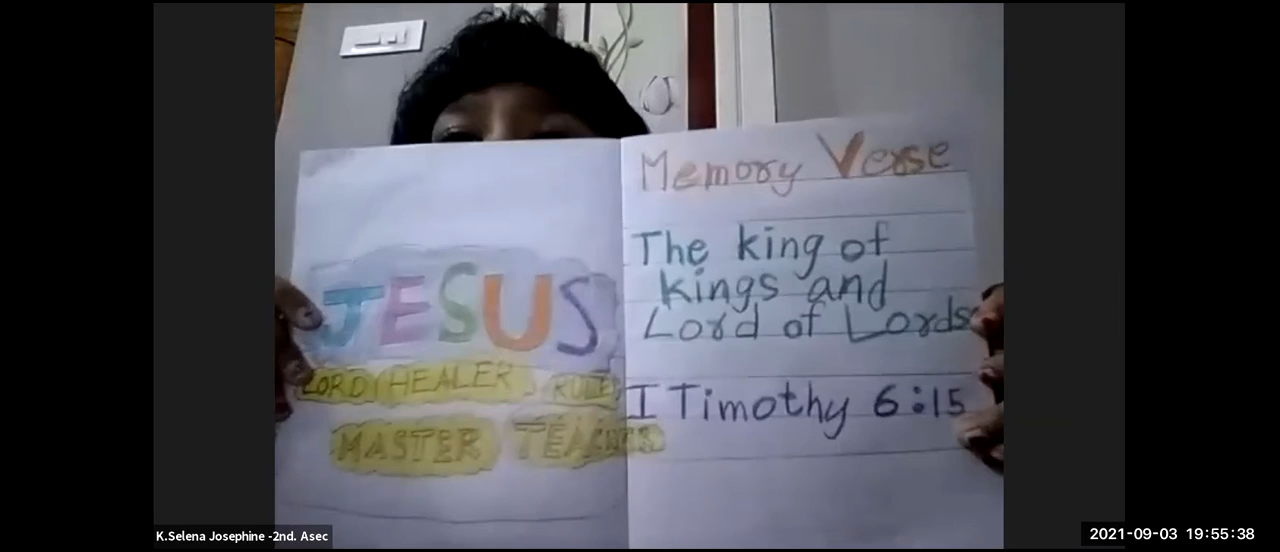 JESUS
LORD HEALER RULER
MASTER TEACHER
Memory Verse
The king of
kings and
Lord of Lords
I Timothy 6:15
K.Selena Josephine -2nd. Asec
2021-09-03 19:55:38